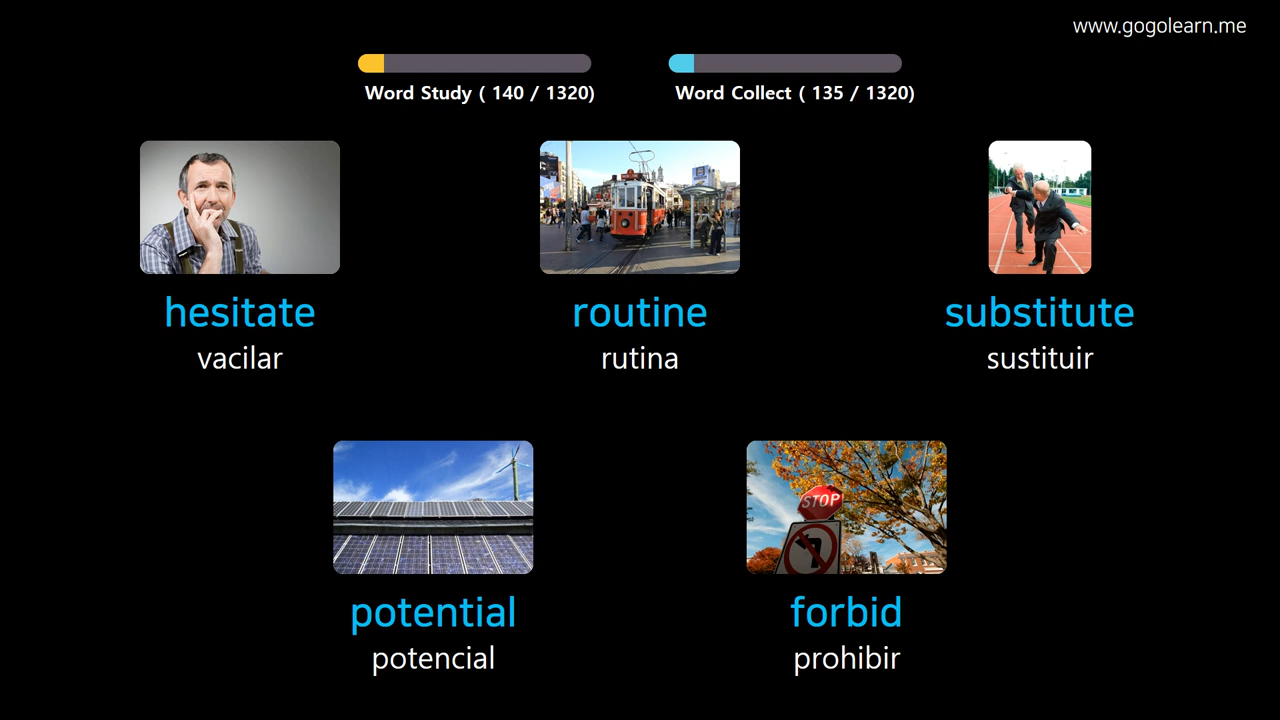 www.gogolearn.me
Word Study ( 140 / 1320)
Word Collect ( 135 / 1320)
hesitate
vacilar
routine
rutina
substitute
sustituir
STOP
potential
potencial
forbid
prohibir